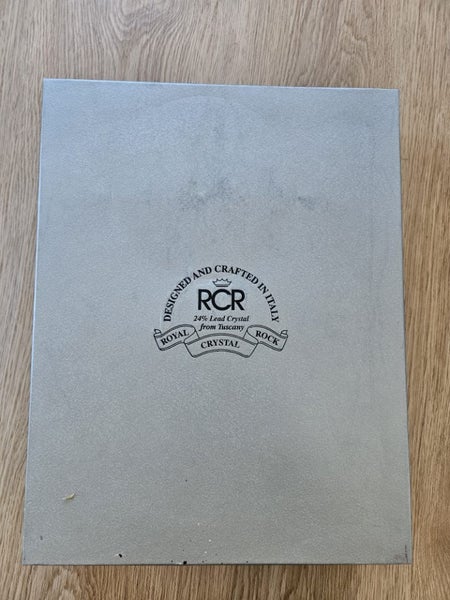 DESIGNED AND CRAFTED IN ITALY
RCR
24% Lead Crystal
from Tuscany
ROYAL CRYSTAL ROCK